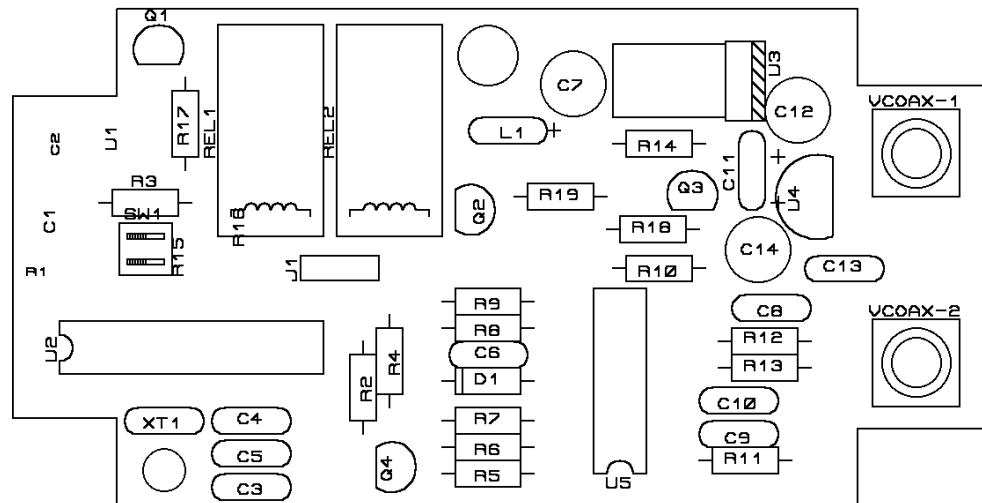 Q1
C7
U3
C12
VCOAX-1
C2
U1
R17
REL1
REL2
L1
+
R14
C11
+
R3
R19
Q3
U4
+
C1
SW1
R16
Q2
R18
C14
R1
R15
J1
R10
C13
R9
C8
VCOAX-2
U2
R8
R12
R4
C6
R13
R2
D1
C10
XT1
C4
R7
C9
C5
Q4
R6
R11
C3
R5
U5